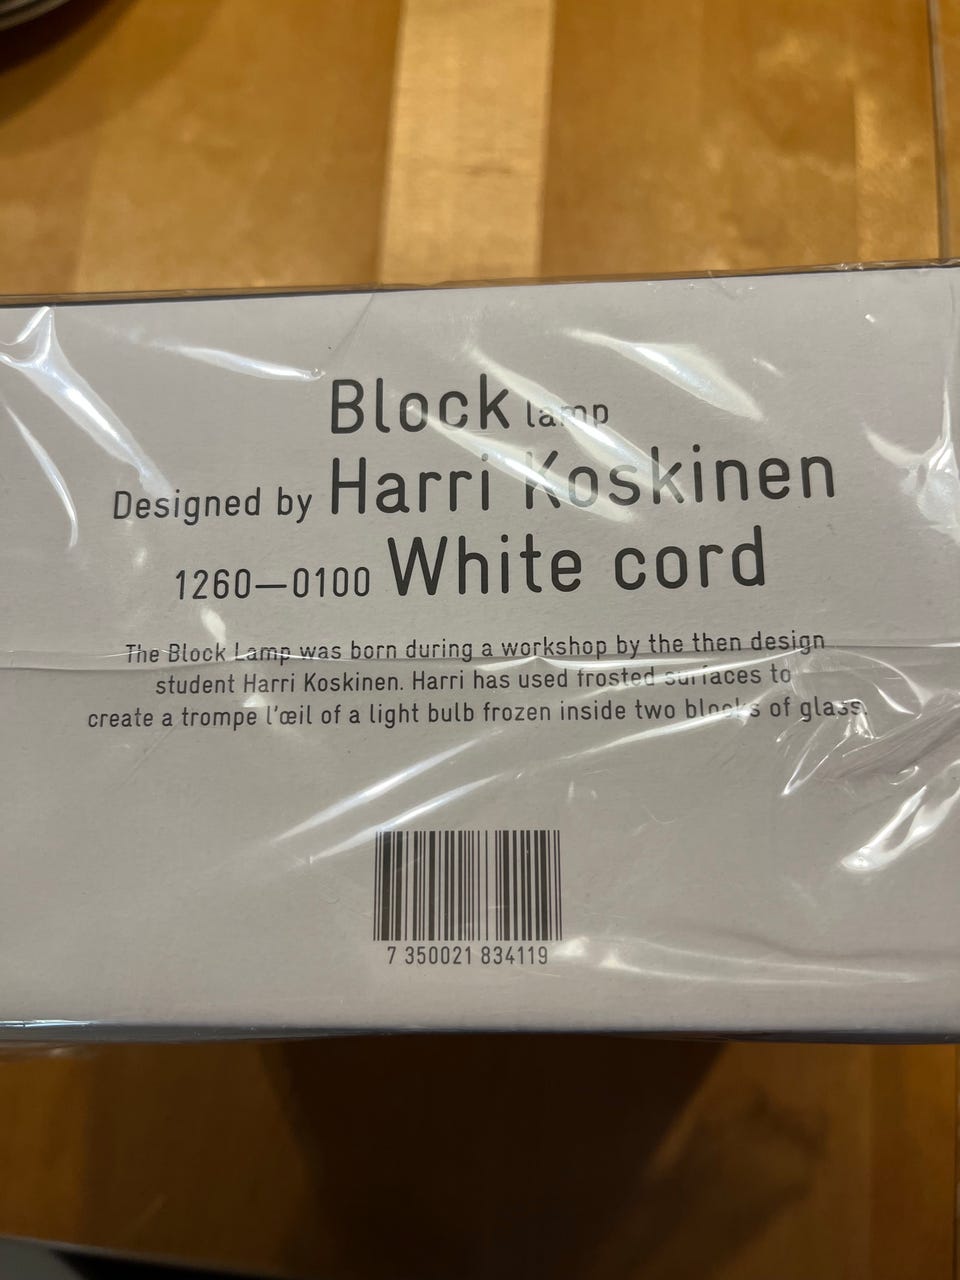 Block lamp
Designed by Harri Koskinen
1260—0100 White cord
The Block Lamp was born during a workshop by the then design
student Harri Koskinen. Harri has used frosted surfaces to
create a trompe l'œil of a light bulb frozen inside two blocks of glass.
7 350021 834119